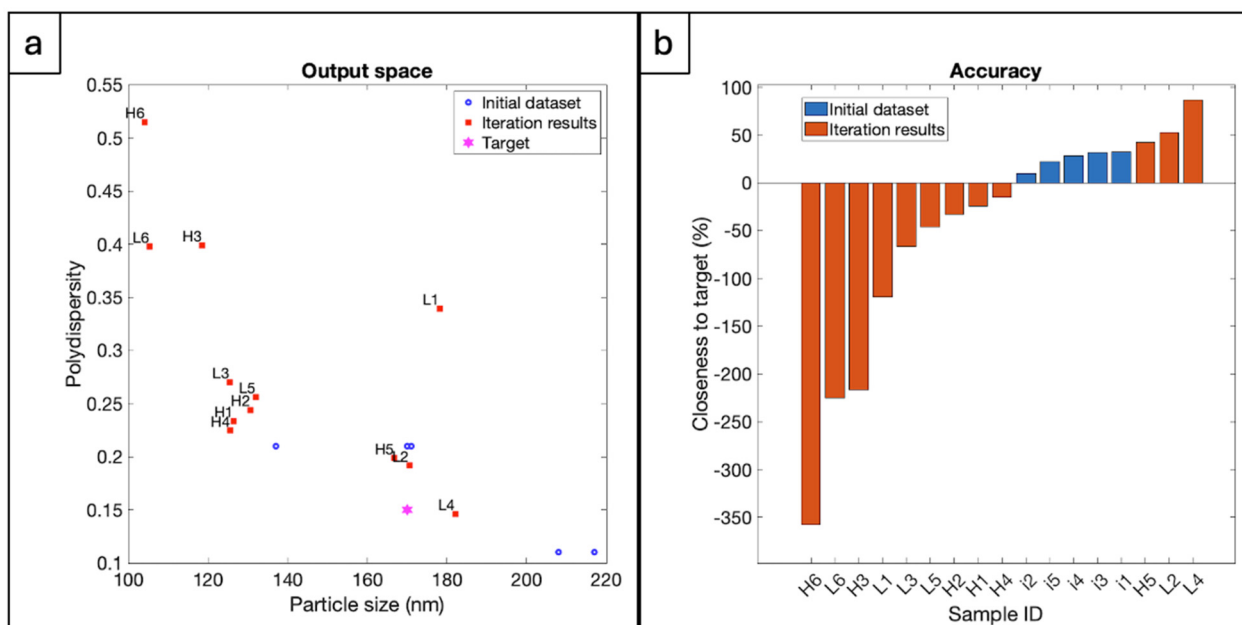 a
Output space
Initial dataset
Iteration results
Target
0.55
0.5
0.45
0.4
0.35
0.3
0.25
0.2
0.15
0.1
Polydispersity
H6
L6
H3
L1
L3
L5
H2
H1
H4
H5
L2
L4
100
120
140
160
180
200
220
Particle size (nm)
b
Accuracy
Initial dataset
Iteration results
100
50
0
-50
-100
-150
-200
-250
-300
-350
Closeness to target (%)
H6
L6
H3
L1
L3
L5
H2
H1
H4
i2
i5
i4
i3
i1
H5
L2
L4
Sample ID